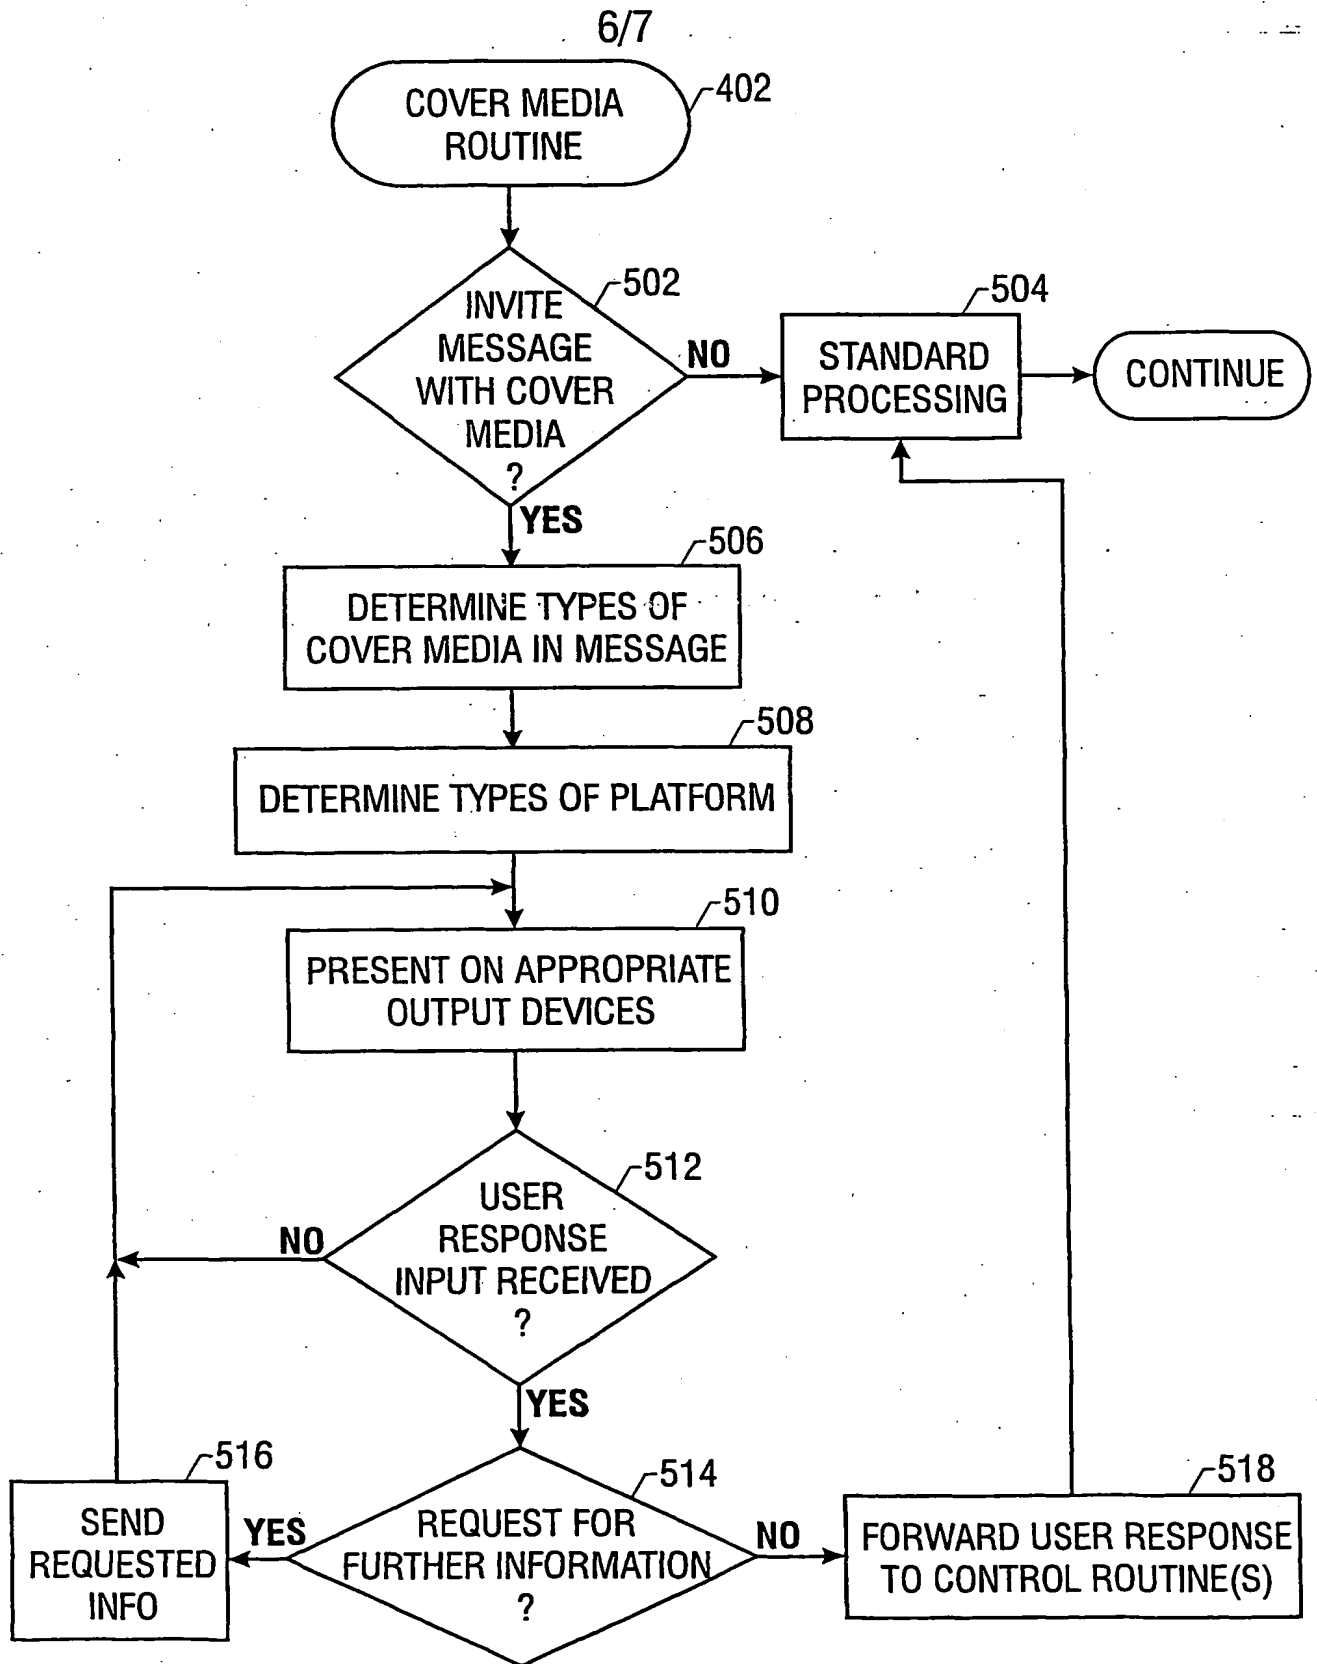 6/7
COVER MEDIA
ROUTINE
402
INVITE
MESSAGE
WITH COVER
MEDIA
?
502
NO
STANDARD
PROCESSING
504
CONTINUE
YES
DETERMINE TYPES OF
COVER MEDIA IN MESSAGE
506
DETERMINE TYPES OF PLATFORM
508
PRESENT ON APPROPRIATE
OUTPUT DEVICES
510
USER
RESPONSE
INPUT RECEIVED
?
512
NO
YES
REQUEST FOR
FURTHER INFORMATION
?
514
YES
SEND
REQUESTED
INFO
516
NO
FORWARD USER RESPONSE
TO CONTROL ROUTINE(S)
518